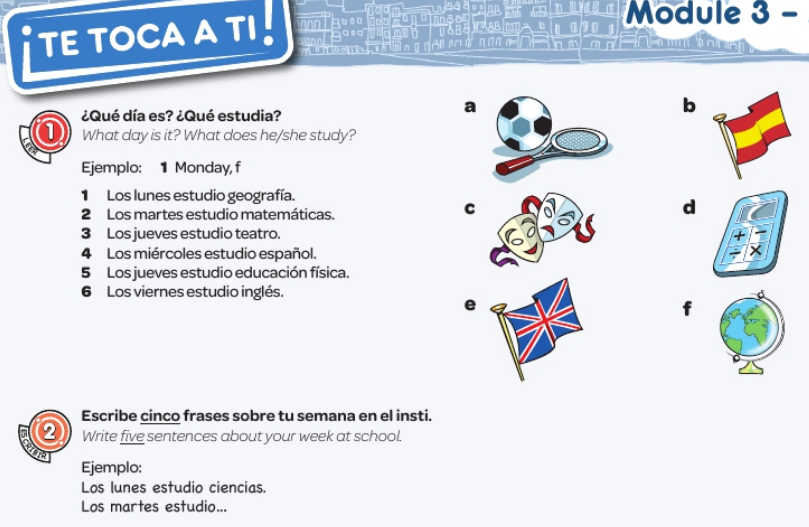 ¡TE TOCA A TI!
Module 3 -
1
LEER
¿Qué día es? ¿Qué estudia?
What day is it? What does he/she study?
Ejemplo: 1 Monday, f
1 Los lunes estudio geografía.
2 Los martes estudio matemáticas.
3 Los jueves estudio teatro.
4 Los miércoles estudio español.
5 Los jueves estudio educación física.
6 Los viernes estudio inglés.
a
b
c
d
+ −
÷ ×
e
f
2
ESCRIBIR
Escribe cinco frases sobre tu semana en el insti.
Write five sentences about your week at school.
Ejemplo:
Los lunes estudio ciencias.
Los martes estudio...